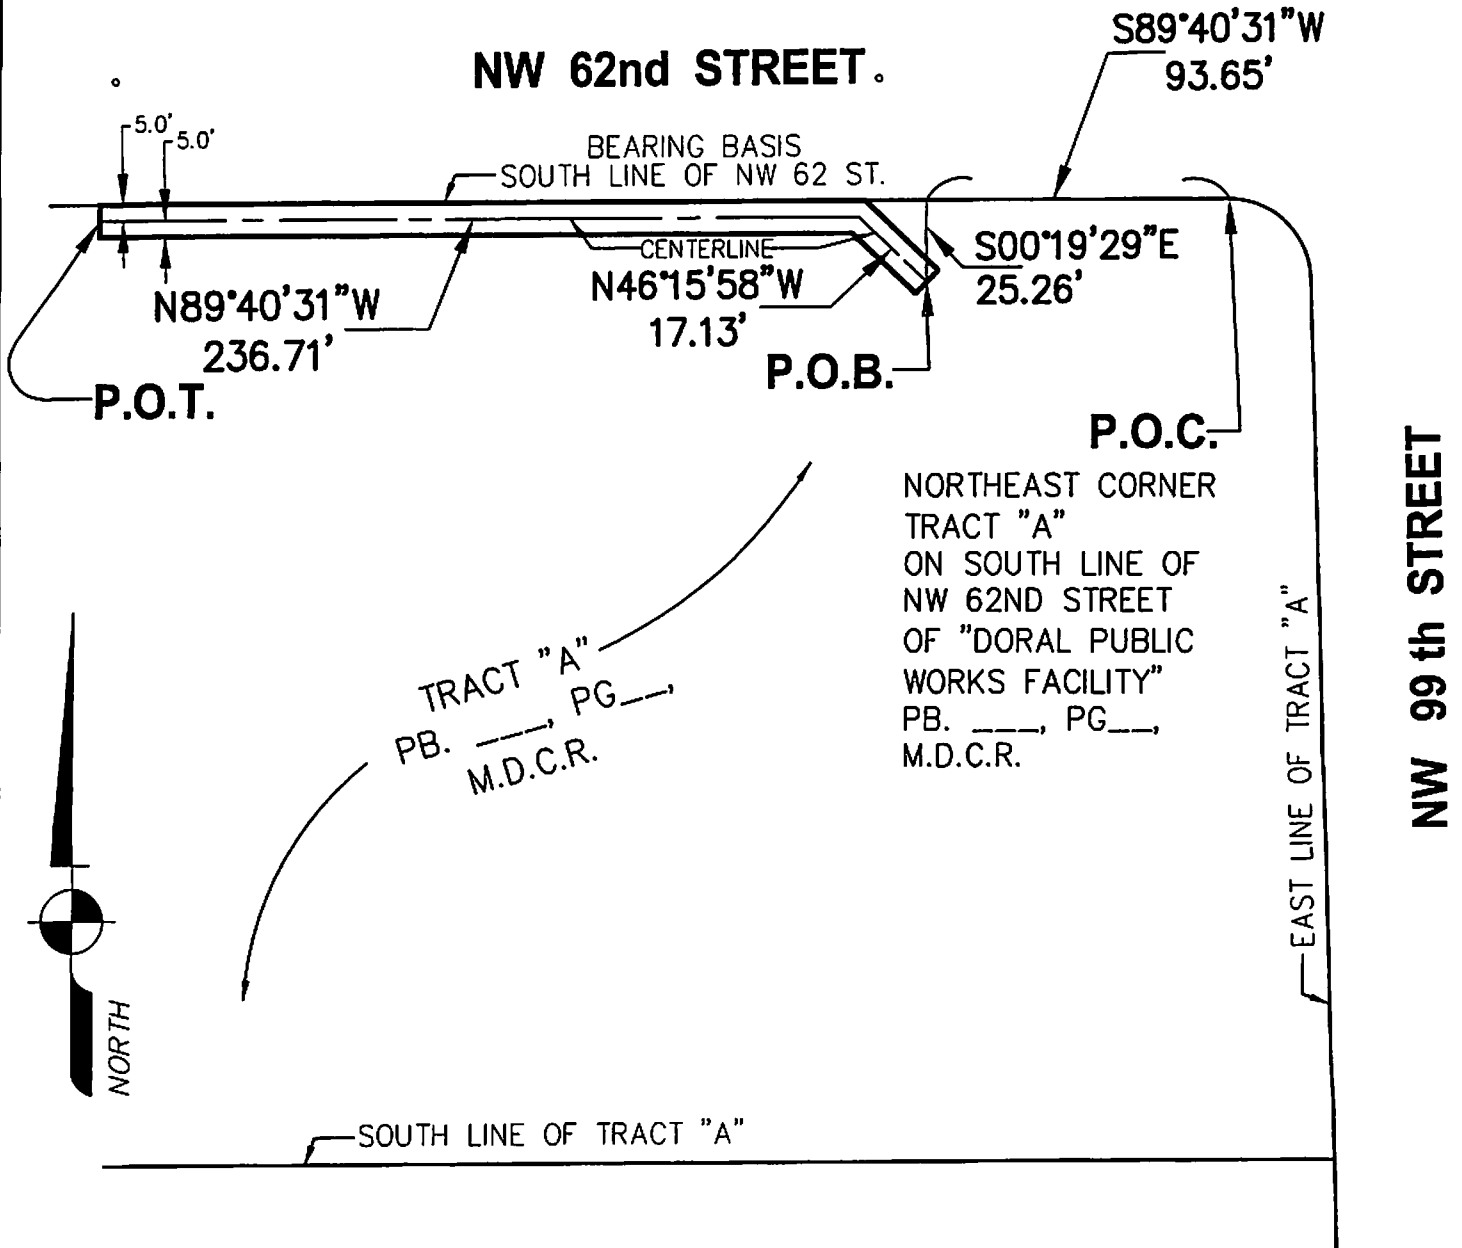 S89°40'31"W
93.65'
NW 62nd STREET
5.0'
5.0'
BEARING BASIS
SOUTH LINE OF NW 62 ST.
CENTERLINE
S00°19'29"E
25.26'
N46°15'58"W
17.13'
N89°40'31"W
236.71'
P.O.B.
P.O.T.
P.O.C.
NORTHEAST CORNER
TRACT "A"
ON SOUTH LINE OF
NW 62ND STREET
OF "DORAL PUBLIC
WORKS FACILITY"
PB. ___, PG__,
M.D.C.R.
NW 99 th STREET
EAST LINE OF TRACT "A"
TRACT "A"
PB. ___, PG__,
M.D.C.R.
NORTH
SOUTH LINE OF TRACT "A"